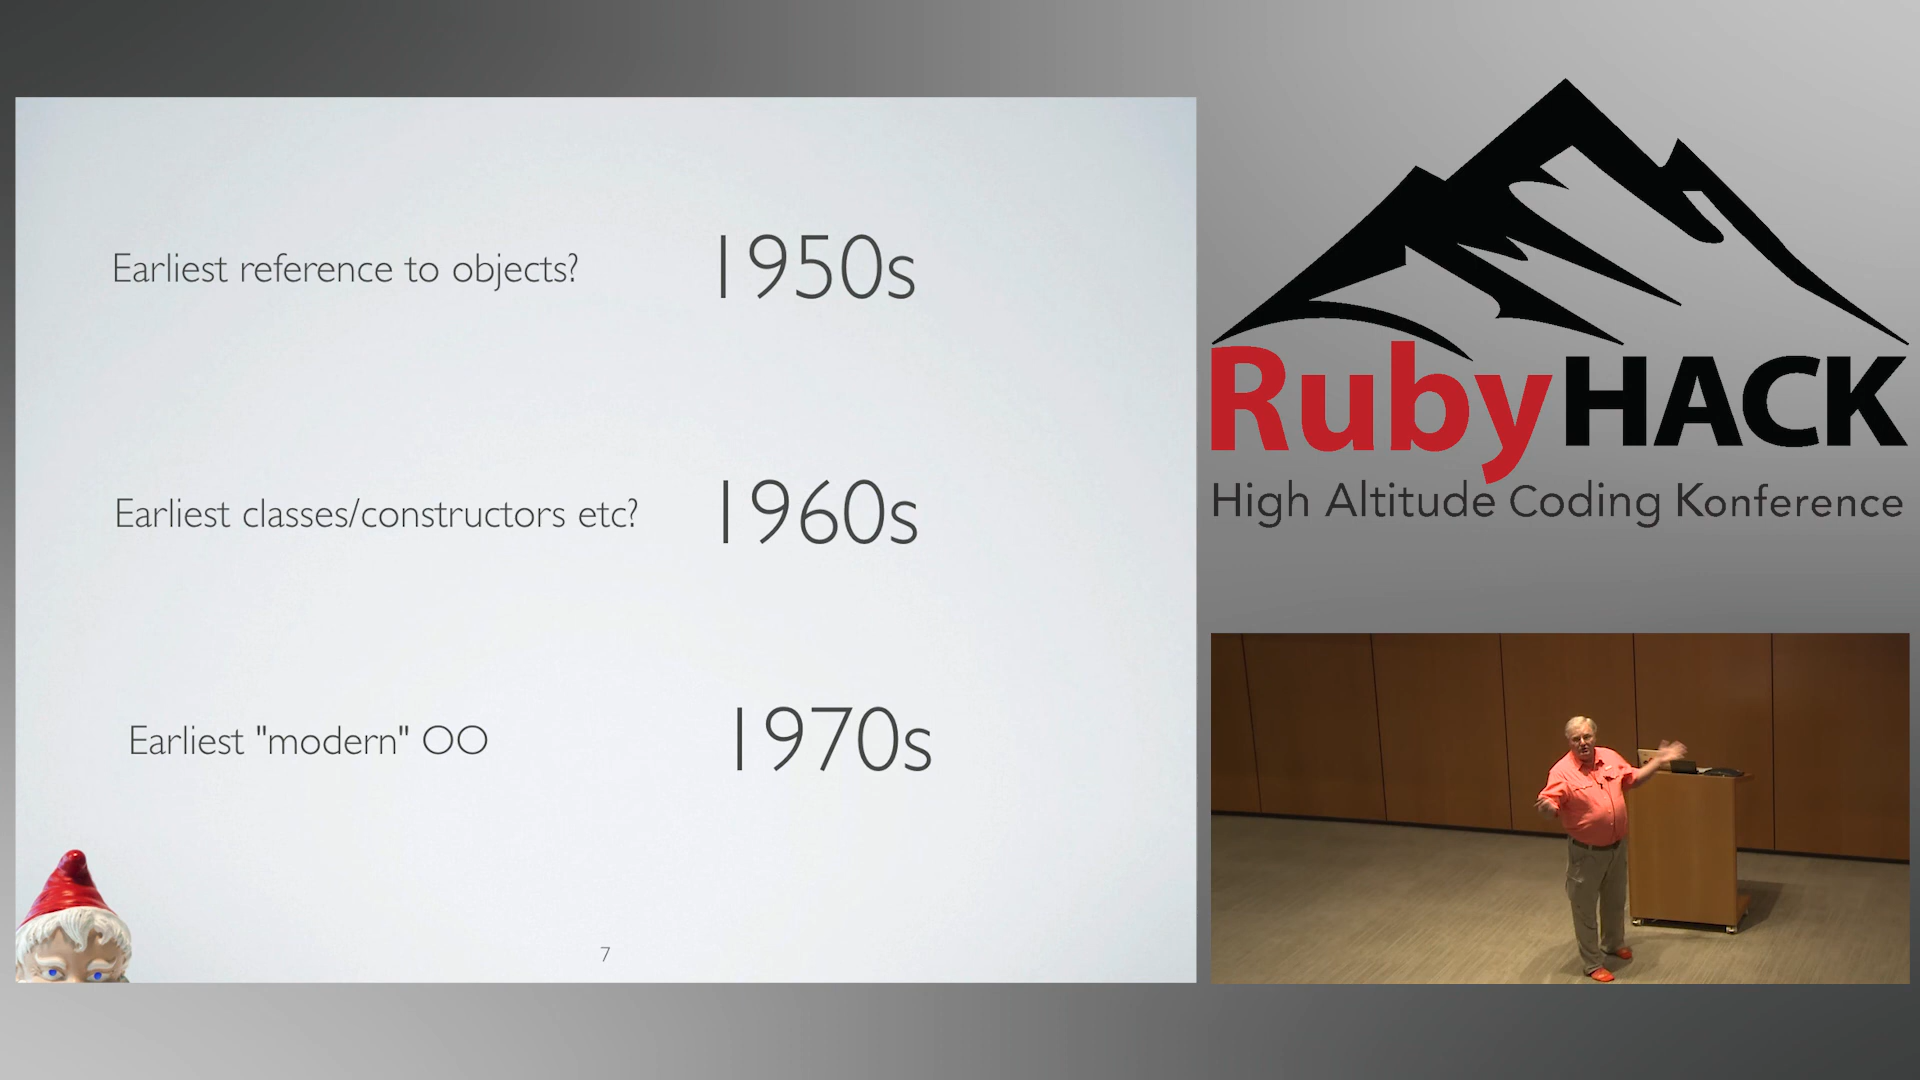 Earliest reference to objects? 1950s
Earliest classes/constructors etc? 1960s
Earliest "modern" OO 1970s
7
RubyHACK
High Altitude Coding Konference